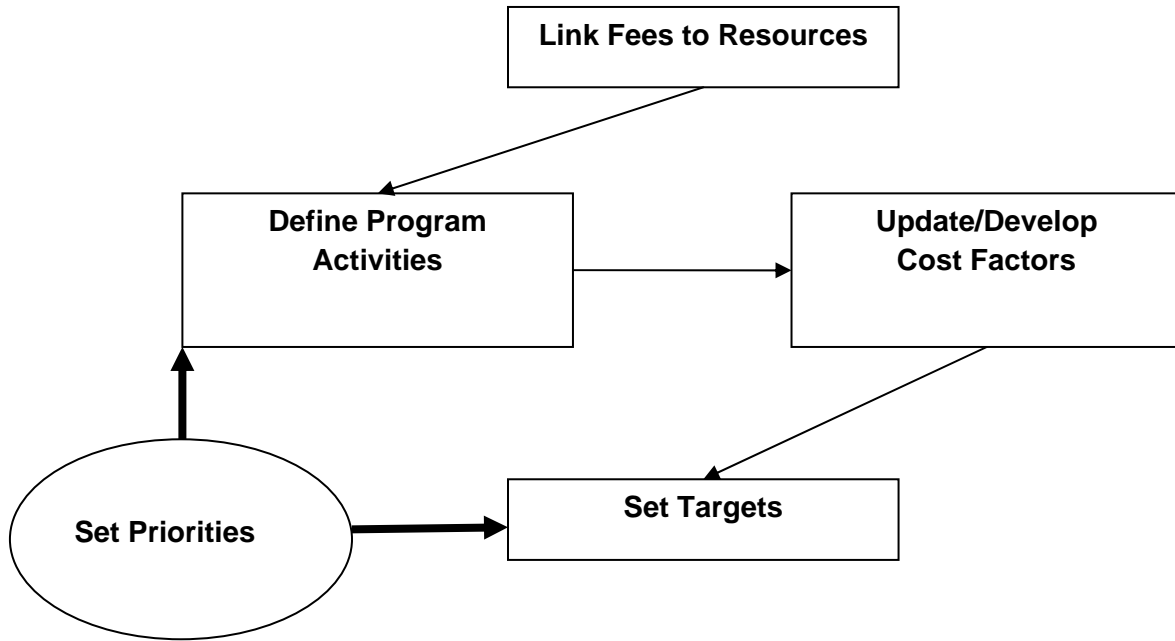 Link Fees to Resources
Define Program
Activities
Update/Develop
Cost Factors
Set Priorities
Set Targets